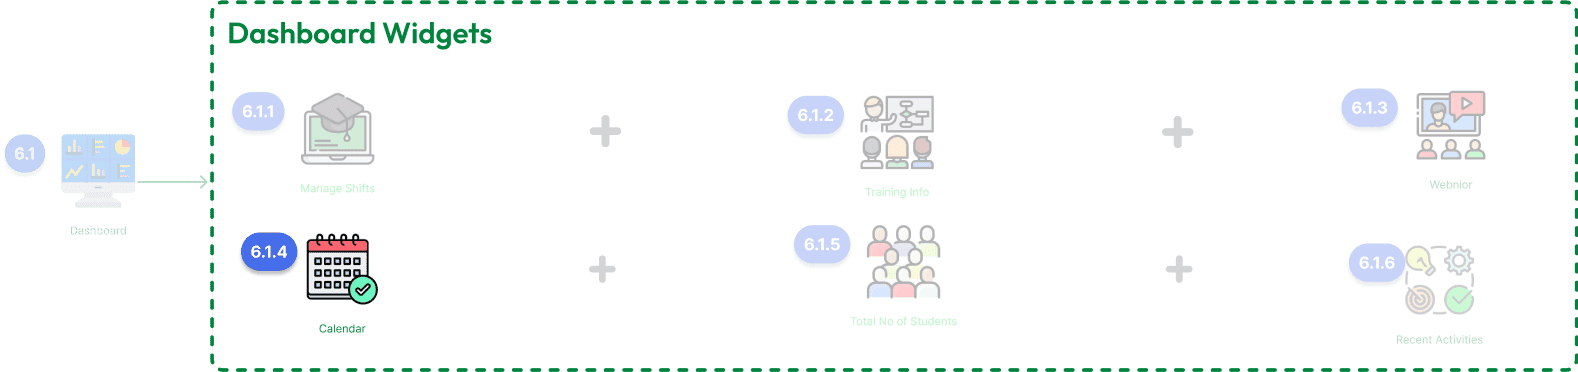 Dashboard Widgets
6.1
Dashboard
6.1.1
Manage Shifts
6.1.2
Training Info
6.1.3
Webnior
6.1.4
Calendar
6.1.5
Total No of Students
6.1.6
Recent Activities